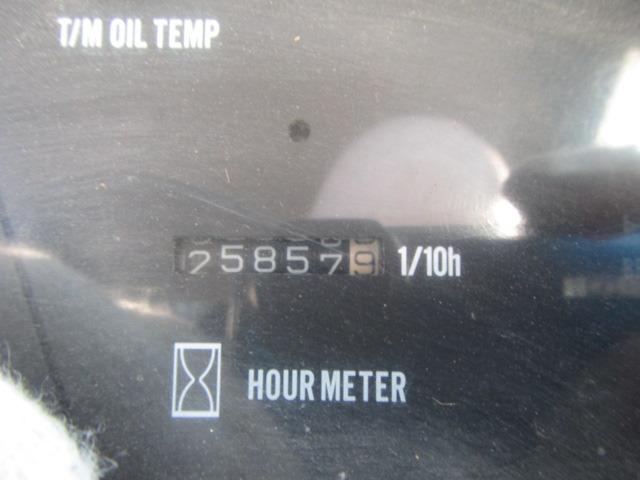 T/M OIL TEMP
758579 1/10h
HOUR METER